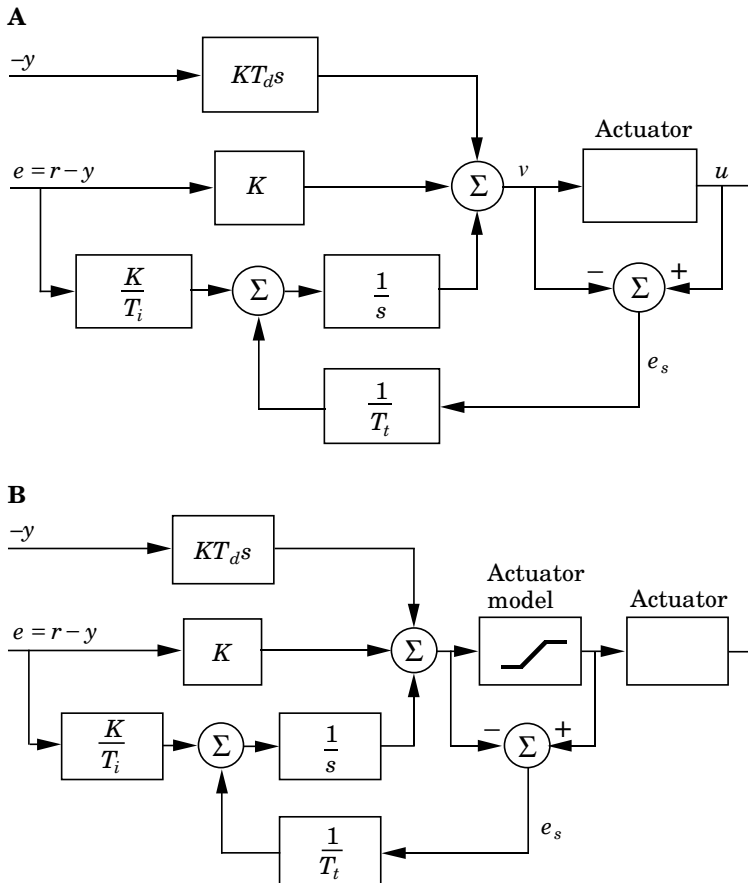 A
–y
KT_d s
Actuator
e = r – y
K
Σ
v
u
K/T_i
Σ
1/s
–
Σ
+
e_s
1/T_t
B
–y
KT_d s
Actuator
model
Actuator
e = r – y
K
Σ
K/T_i
Σ
1/s
–
Σ
+
e_s
1/T_t